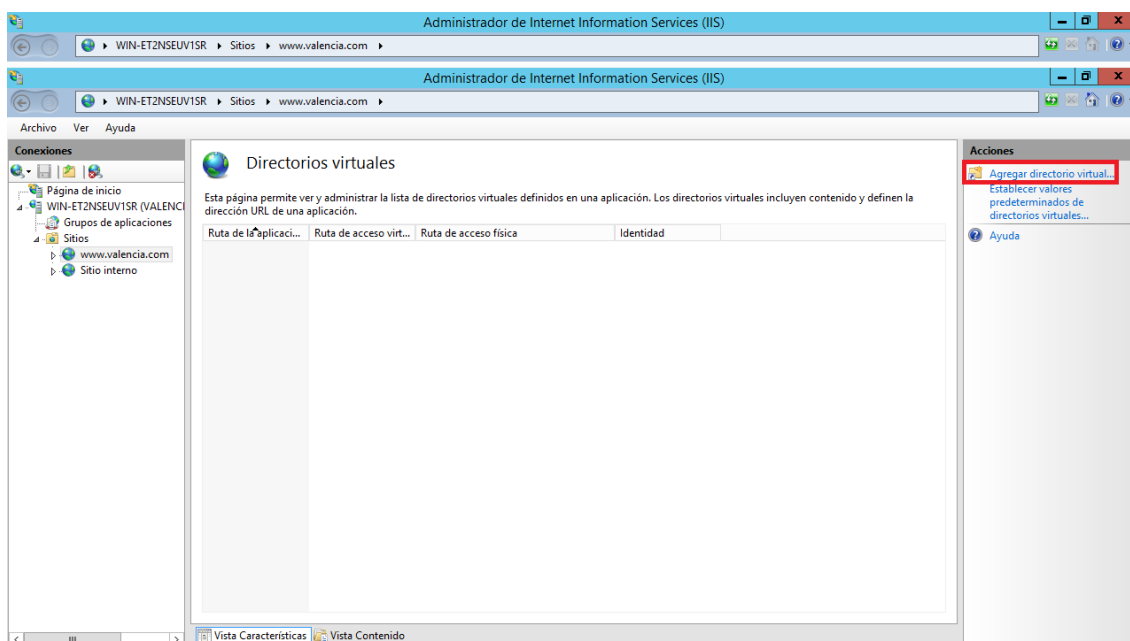 Administrador de Internet Information Services (IIS)
WIN-ET2NSEUV1SR ▸ Sitios ▸ www.valencia.com ▸
Administrador de Internet Information Services (IIS)
WIN-ET2NSEUV1SR ▸ Sitios ▸ www.valencia.com ▸
Archivo Ver Ayuda
Conexiones
Página de inicio
WIN-ET2NSEUV1SR (VALENCI
Grupos de aplicaciones
Sitios
www.valencia.com
Sitio interno
Directorios virtuales
Esta página permite ver y administrar la lista de directorios virtuales definidos en una aplicación. Los directorios virtuales incluyen contenido y definen la
dirección URL de una aplicación.
Ruta de la aplicaci... Ruta de acceso virt... Ruta de acceso física Identidad
Vista Características Vista Contenido
Acciones
Agregar directorio virtual...
Establecer valores
predeterminados de
directorios virtuales...
Ayuda